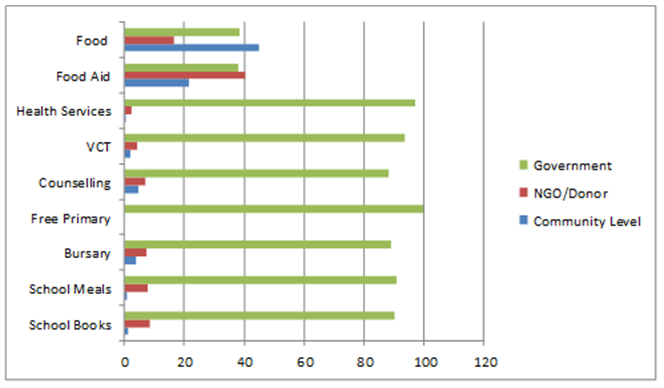 Food
Food Aid
Health Services
VCT
Counselling
Free Primary
Bursary
School Meals
School Books
0 20 40 60 80 100 120
Government
NGO/Donor
Community Level